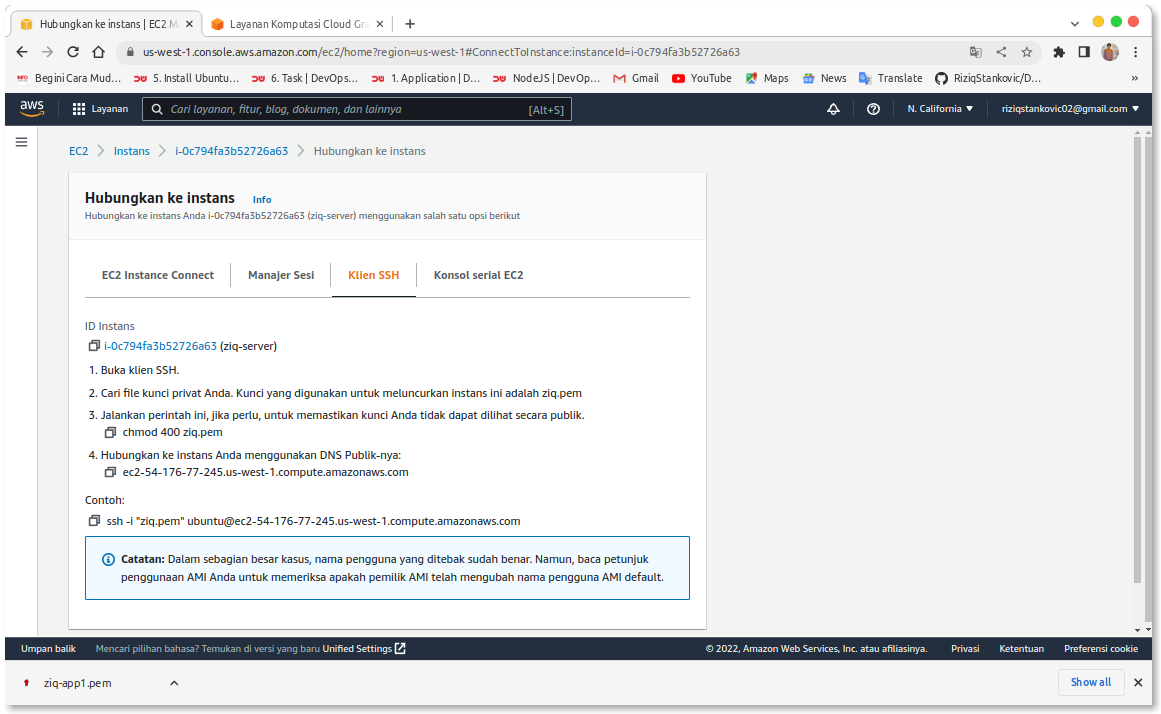 Hubungkan ke instans | EC2 M
Layanan Komputasi Cloud Gra
us-west-1.console.aws.amazon.com/ec2/home?region=us-west-1#ConnectToInstance:instanceId=i-0c794fa3b52726a63
Begini Cara Mud... 5. Install Ubuntu... 6. Task | DevOps... 1. Application | D... NodeJS | DevOp... Gmail YouTube Maps News Translate RiziqStankovic/D... »
aws Layanan Cari layanan, fitur, blog, dokumen, dan lainnya [Alt+S] N. California riziqstankovic02@gmail.com
EC2 Instans i-0c794fa3b52726a63 Hubungkan ke instans
Hubungkan ke instans Info
Hubungkan ke instans Anda i-0c794fa3b52726a63 (ziq-server) menggunakan salah satu opsi berikut
EC2 Instance Connect Manajer Sesi Klien SSH Konsol serial EC2
ID Instans
i-0c794fa3b52726a63 (ziq-server)
1. Buka klien SSH.
2. Cari file kunci privat Anda. Kunci yang digunakan untuk meluncurkan instans ini adalah ziq.pem
3. Jalankan perintah ini, jika perlu, untuk memastikan kunci Anda tidak dapat dilihat secara publik.
chmod 400 ziq.pem
4. Hubungkan ke instans Anda menggunakan DNS Publik-nya:
ec2-54-176-77-245.us-west-1.compute.amazonaws.com
Contoh:
ssh -i "ziq.pem" ubuntu@ec2-54-176-77-245.us-west-1.compute.amazonaws.com
Catatan: Dalam sebagian besar kasus, nama pengguna yang ditebak sudah benar. Namun, baca petunjuk
penggunaan AMI Anda untuk memeriksa apakah pemilik AMI telah mengubah nama pengguna AMI default.
Umpan balik Mencari pilihan bahasa? Temukan di versi yang baru Unified Settings © 2022, Amazon Web Services, Inc. atau afiliasinya. Privasi Ketentuan Preferensi cookie
ziq-app1.pem Show all